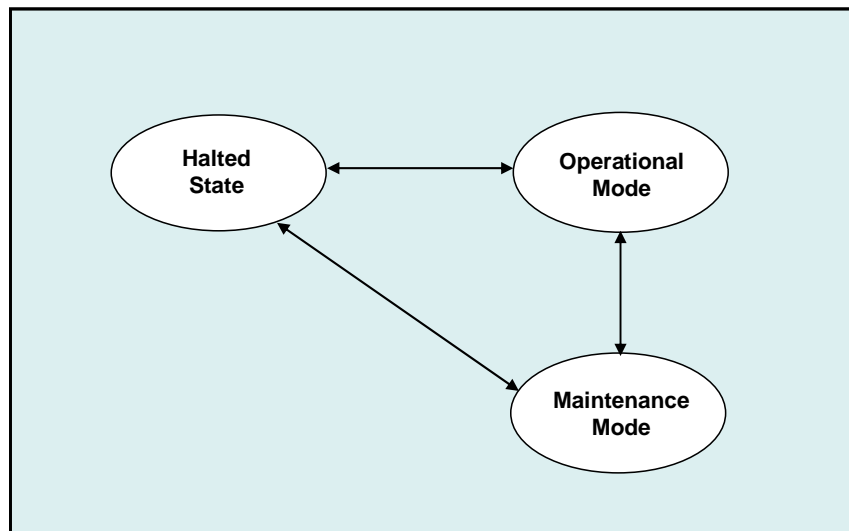 Halted
State
Operational
Mode
Maintenance
Mode